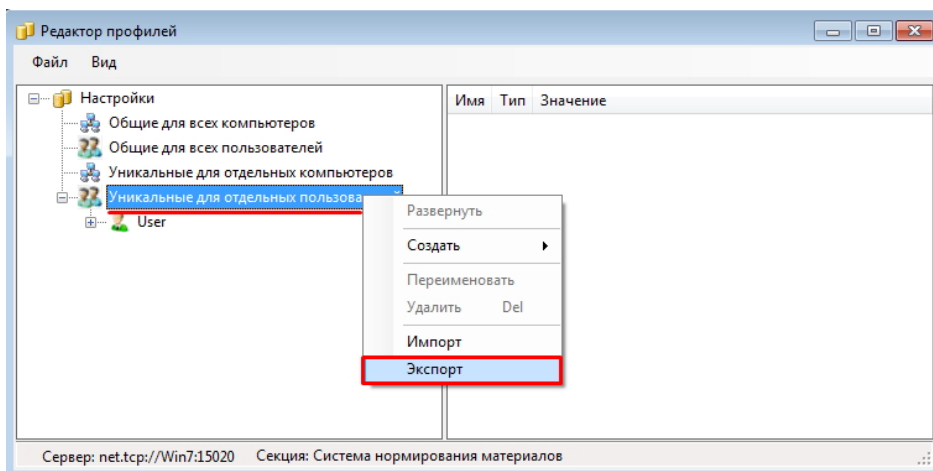 Редактор профилей
Файл Вид
Настройки
Общие для всех компьютеров
Общие для всех пользователей
Уникальные для отдельных компьютеров
Уникальные для отдельных
User
Имя Тип Значение
Развернуть
Создать
Переименовать
Удалить Del
Импорт
Экспорт
Сервер: net.tcp://Win7:15020 Секция: Система нормирования материалов